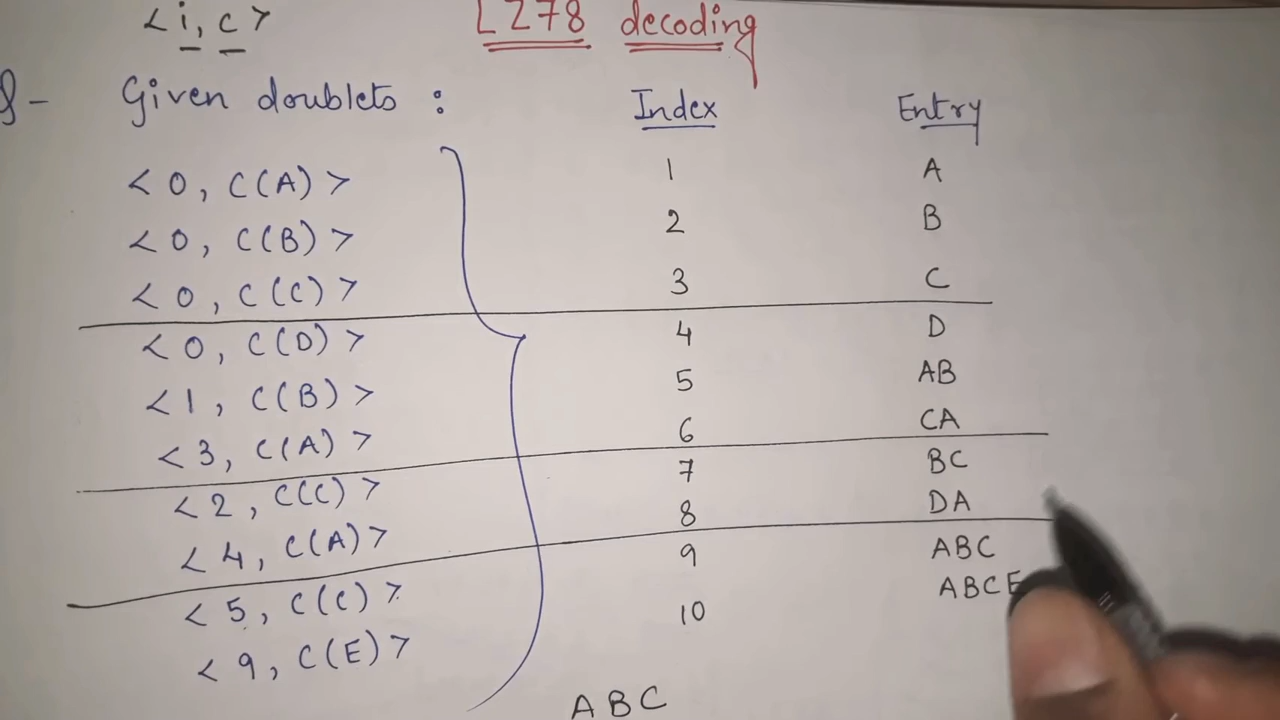 < i, c > LZ78 decoding
Q- Given doublets : Index Entry
< 0, C(A) > 1 A
< 0, C(B) > 2 B
< 0, C(C) > 3 C
< 0, C(D) > 4 D
< 1, C(B) > 5 AB
< 3, C(A) > 6 CA
< 2, C(C) > 7 BC
< 4, C(A) > 8 DA
< 5, C(C) > 9 ABC
< 9, C(E) > 10 ABCE
ABC